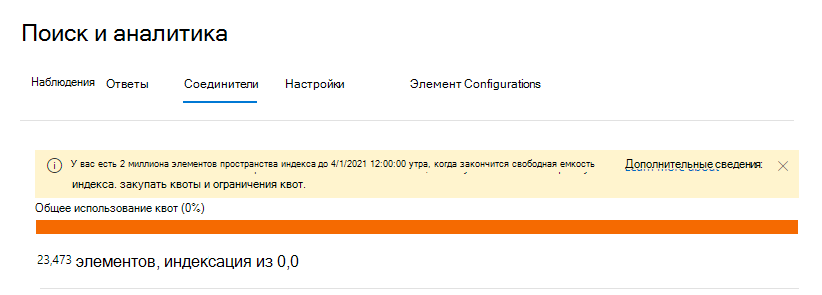 Поиск и аналитика
Наблюдения Ответы Соединители Настройки Элемент Configurations
У вас есть 2 миллиона элементов пространства индекса до 4/1/2021 12:00:00 утра, когда закончится свободная емкость Дополнительные сведения:
индекса. закупать квоты и ограничения квот.
Общее использование квот (0%)
23,473 элементов, индексация из 0,0